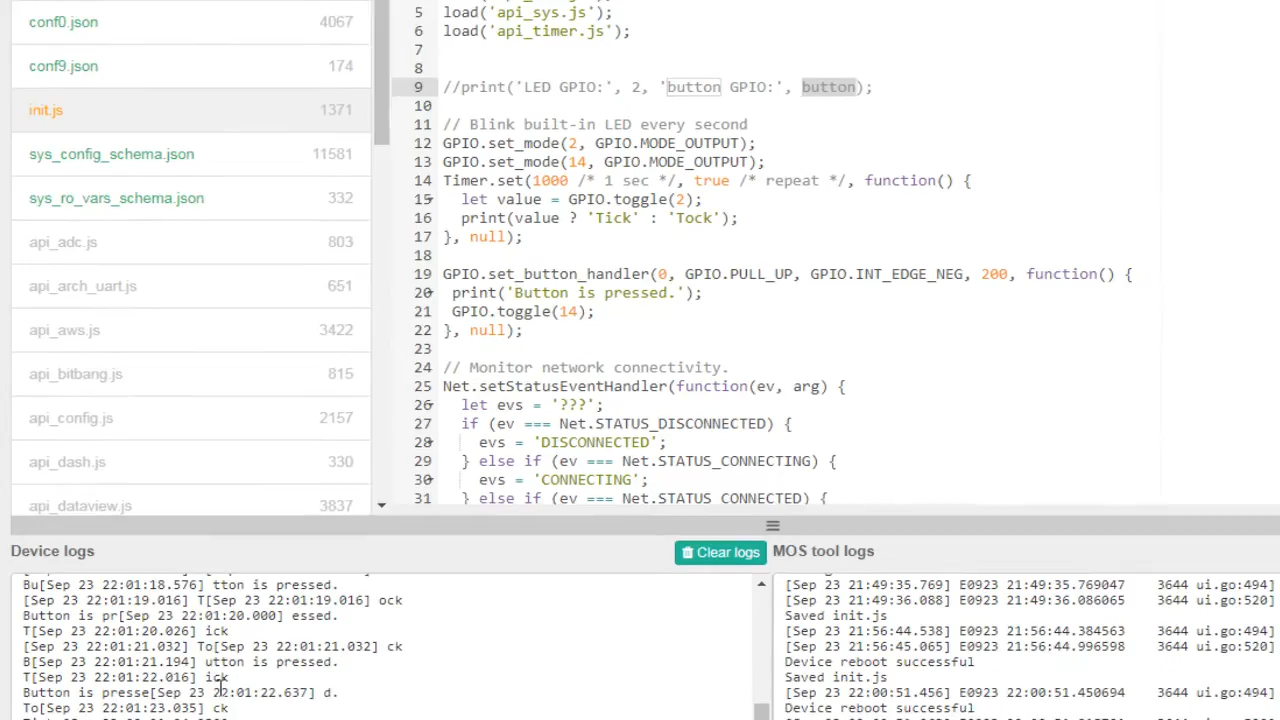 conf0.json 4067
conf9.json 174
init.js 1371
sys_config_schema.json 11581
sys_ro_vars_schema.json 332
api_adc.js 803
api_arch_uart.js 651
api_aws.js 3422
api_bitbang.js 815
api_config.js 2157
api_dash.js 330
api_dataview.js 3837
5 load('api_sys.js');
6 load('api_timer.js');
7
8
9 //print('LED GPIO:', 2, 'button GPIO:', button);
10
11 // Blink built-in LED every second
12 GPIO.set_mode(2, GPIO.MODE_OUTPUT);
13 GPIO.set_mode(14, GPIO.MODE_OUTPUT);
14 Timer.set(1000 /* 1 sec */, true /* repeat */, function() {
15 let value = GPIO.toggle(2);
16 print(value ? 'Tick' : 'Tock');
17 }, null);
18
19 GPIO.set_button_handler(0, GPIO.PULL_UP, GPIO.INT_EDGE_NEG, 200, function() {
20 print('Button is pressed.');
21 GPIO.toggle(14);
22 }, null);
23
24 // Monitor network connectivity.
25 Net.setStatusEventHandler(function(ev, arg) {
26 let evs = '???';
27 if (ev === Net.STATUS_DISCONNECTED) {
28 evs = 'DISCONNECTED';
29 } else if (ev === Net.STATUS_CONNECTING) {
30 evs = 'CONNECTING';
31 } else if (ev === Net.STATUS_CONNECTED) {
Device logs
Clear logs
Bu[Sep 23 22:01:18.576] tton is pressed.
[Sep 23 22:01:19.016] T[Sep 23 22:01:19.016] ock
Button is pr[Sep 23 22:01:20.000] essed.
T[Sep 23 22:01:20.026] ick
[Sep 23 22:01:21.032] To[Sep 23 22:01:21.032] ck
B[Sep 23 22:01:21.194] utton is pressed.
T[Sep 23 22:01:22.016] ick
Button is presse[Sep 23 22:01:22.637] d.
To[Sep 23 22:01:23.035] ck
MOS tool logs
[Sep 23 21:49:35.769] E0923 21:49:35.769047 3644 ui.go:494]
[Sep 23 21:49:36.088] E0923 21:49:36.086065 3644 ui.go:520]
Saved init.js
[Sep 23 21:56:44.538] E0923 21:56:44.384563 3644 ui.go:494]
[Sep 23 21:56:45.446] E0923 21:56:44.996598 3644 ui.go:520]
Device reboot successful
Saved init.js
[Sep 23 22:00:51.456] E0923 22:00:51.450694 3644 ui.go:494]
Device reboot successful